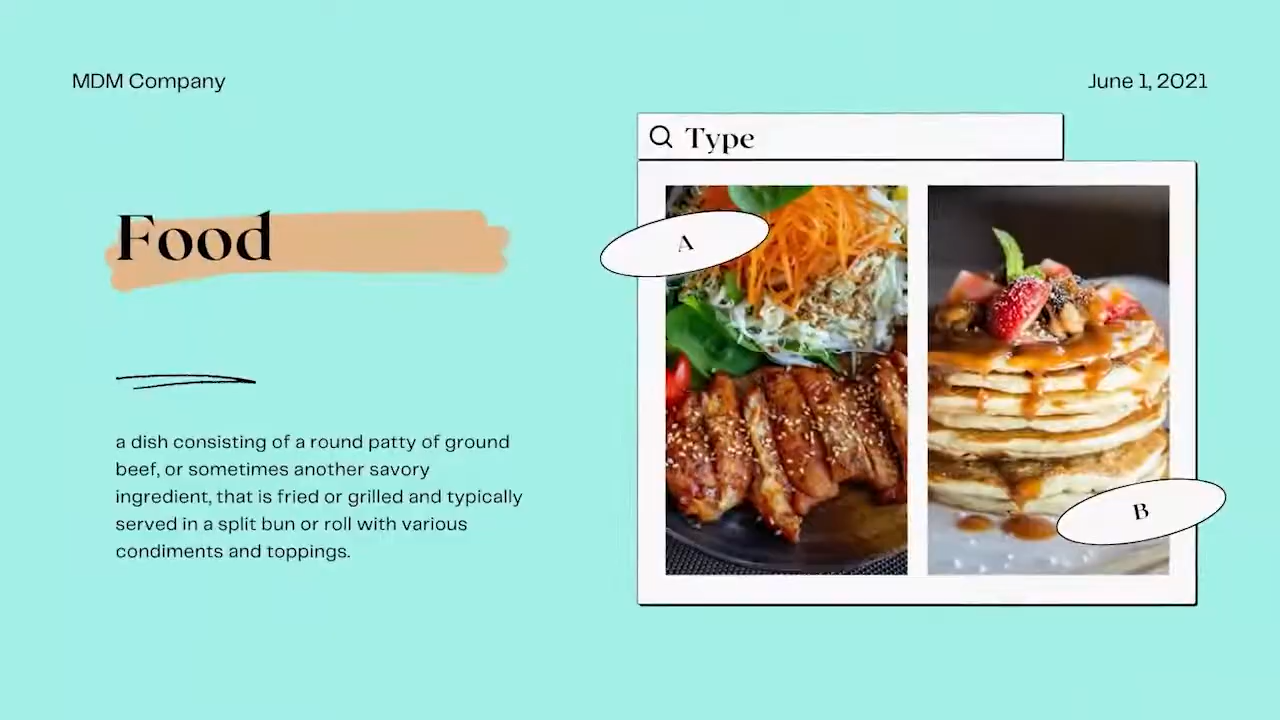 MDM Company
June 1, 2021
Type
Food
A
a dish consisting of a round patty of ground
beef, or sometimes another savory
ingredient, that is fried or grilled and typically
served in a split bun or roll with various
condiments and toppings.
B